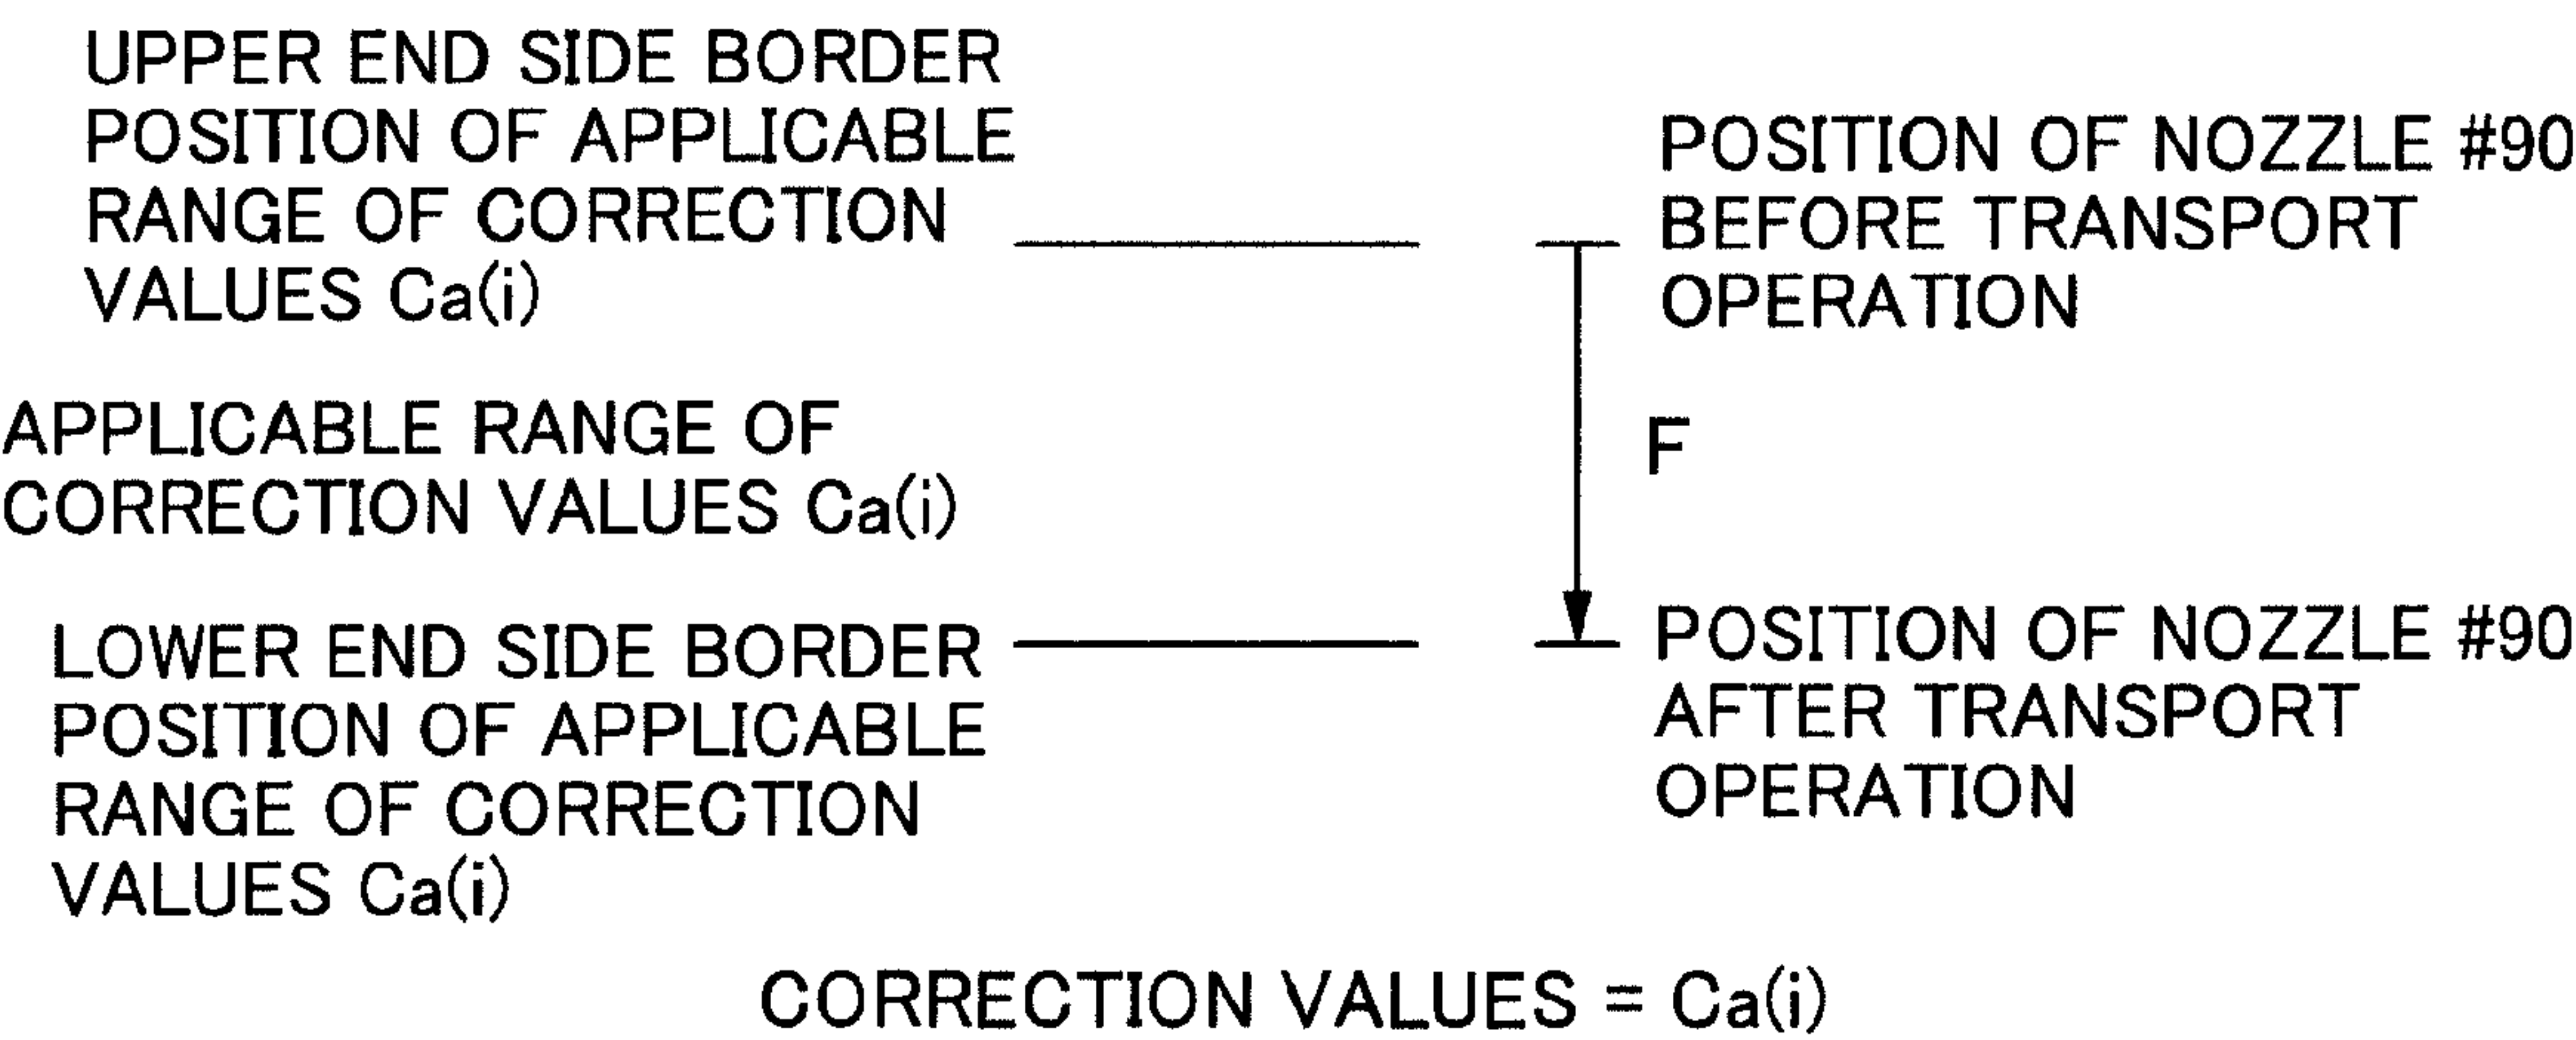 UPPER END SIDE BORDER
POSITION OF APPLICABLE
RANGE OF CORRECTION
VALUES Ca(i)
POSITION OF NOZZLE #90
BEFORE TRANSPORT
OPERATION
APPLICABLE RANGE OF
CORRECTION VALUES Ca(i)
F
LOWER END SIDE BORDER
POSITION OF APPLICABLE
RANGE OF CORRECTION
VALUES Ca(i)
POSITION OF NOZZLE #90
AFTER TRANSPORT
OPERATION
CORRECTION VALUES = Ca(i)